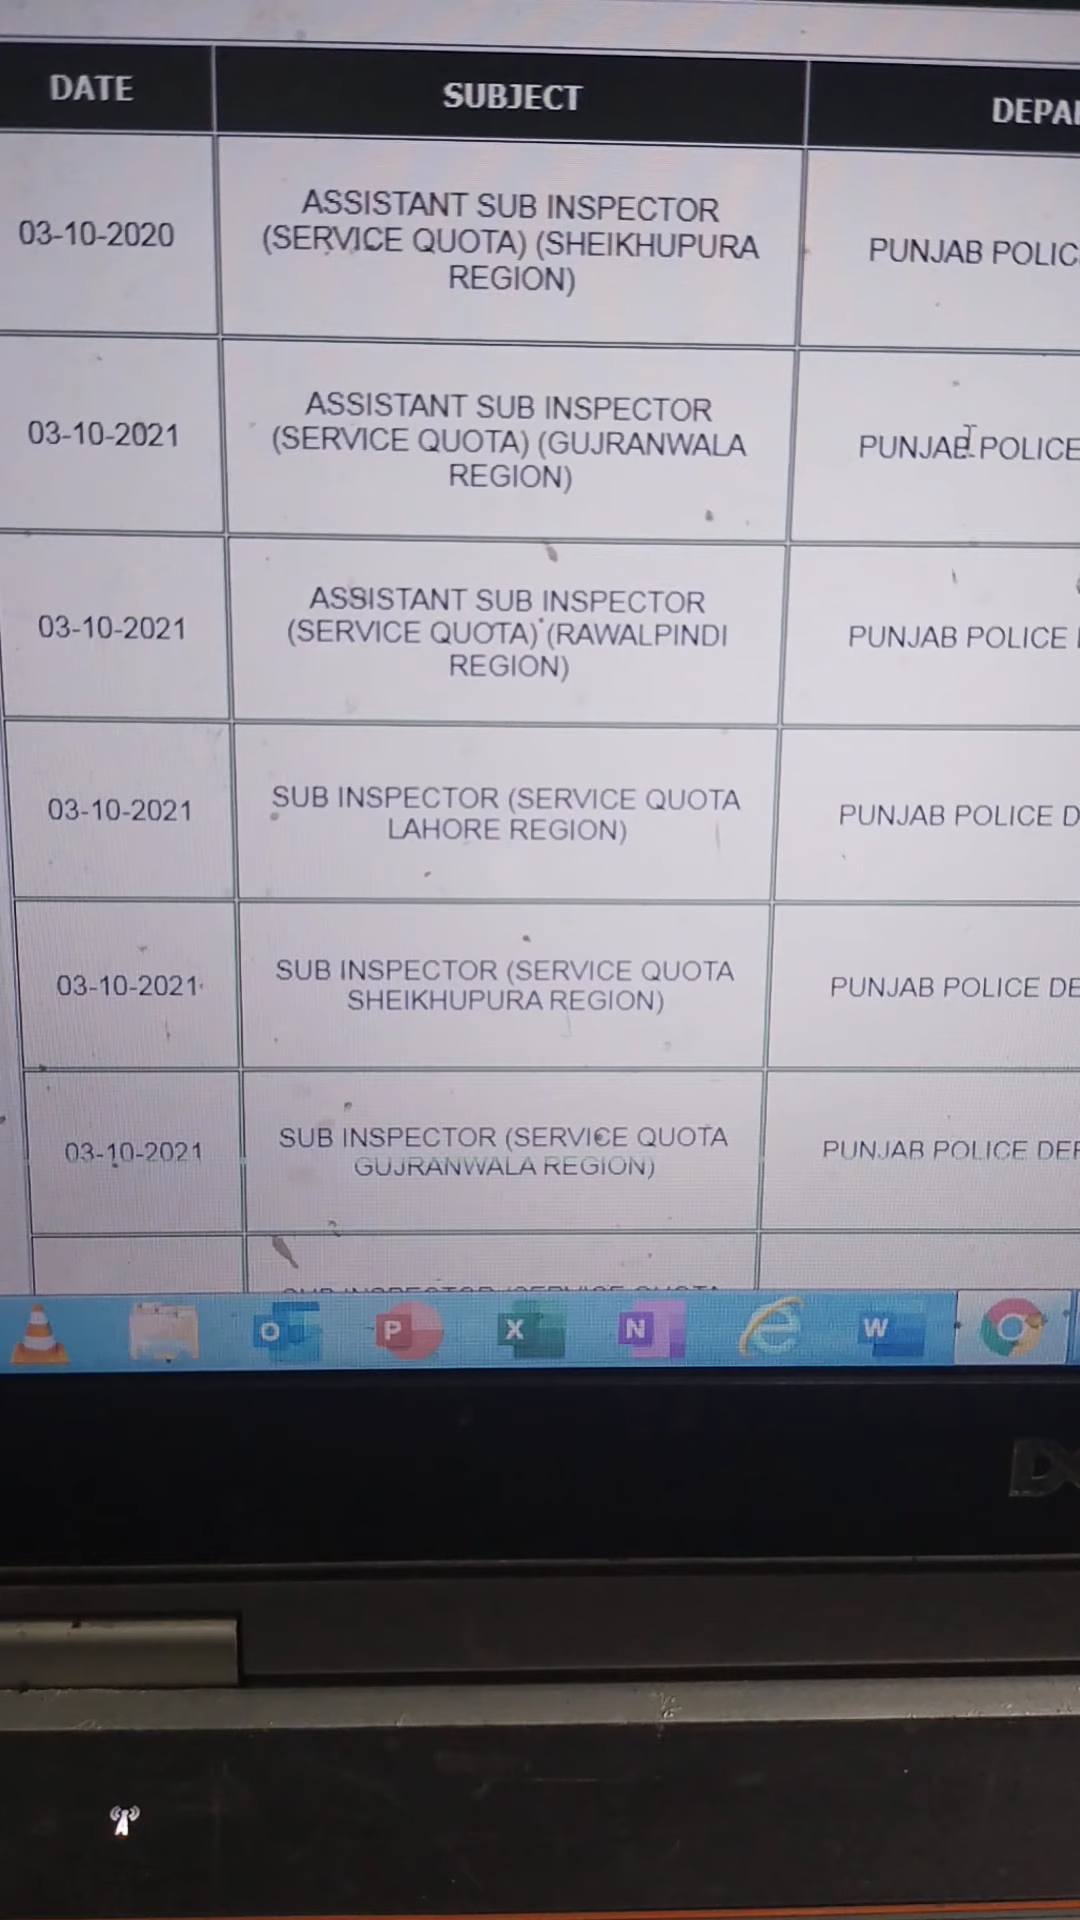 DATE
SUBJECT
03-10-2020
ASSISTANT SUB INSPECTOR
(SERVICE QUOTA) (SHEIKHUPURA
REGION)
PUNJAB
03-10-2021
ASSISTANT SUB INSPECTOR
(SERVICE QUOTA) (GUJRANWALA
REGION)
PUNJAB POLICE
03-10-2021
ASSISTANT SUB INSPECTOR
(SERVICE QUOTA) (RAWALPINDI
REGION)
PUNJAB POLICE
03-10-2021
SUB INSPECTOR (SERVICE QUOTA
LAHORE REGION)
PUNJAB POLICE D
03-10-2021
SUB INSPECTOR (SERVICE QUOTA
SHEIKHUPURA REGION)
PUNJAB POLICE DE
03-10-2021
SUB INSPECTOR (SERVICE QUOTA
GUJRANWALA REGION)
PUNJAB POLICE DEP
O P X N W